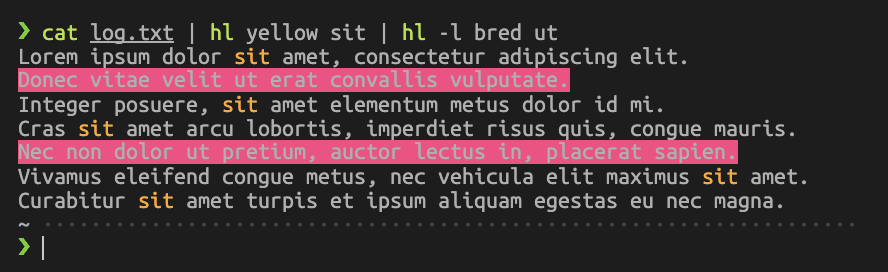 ❯ cat log.txt | hl yellow sit | hl -l bred ut
Lorem ipsum dolor sit amet, consectetur adipiscing elit.
Donec vitae velit ut erat convallis vulputate.
Integer posuere, sit amet elementum metus dolor id mi.
Cras sit amet arcu lobortis, imperdiet risus quis, congue mauris.
Nec non dolor ut pretium, auctor lectus in, placerat sapien.
Vivamus eleifend congue metus, nec vehicula elit maximus sit amet.
Curabitur sit amet turpis et ipsum aliquam egestas eu nec magna.
~
❯